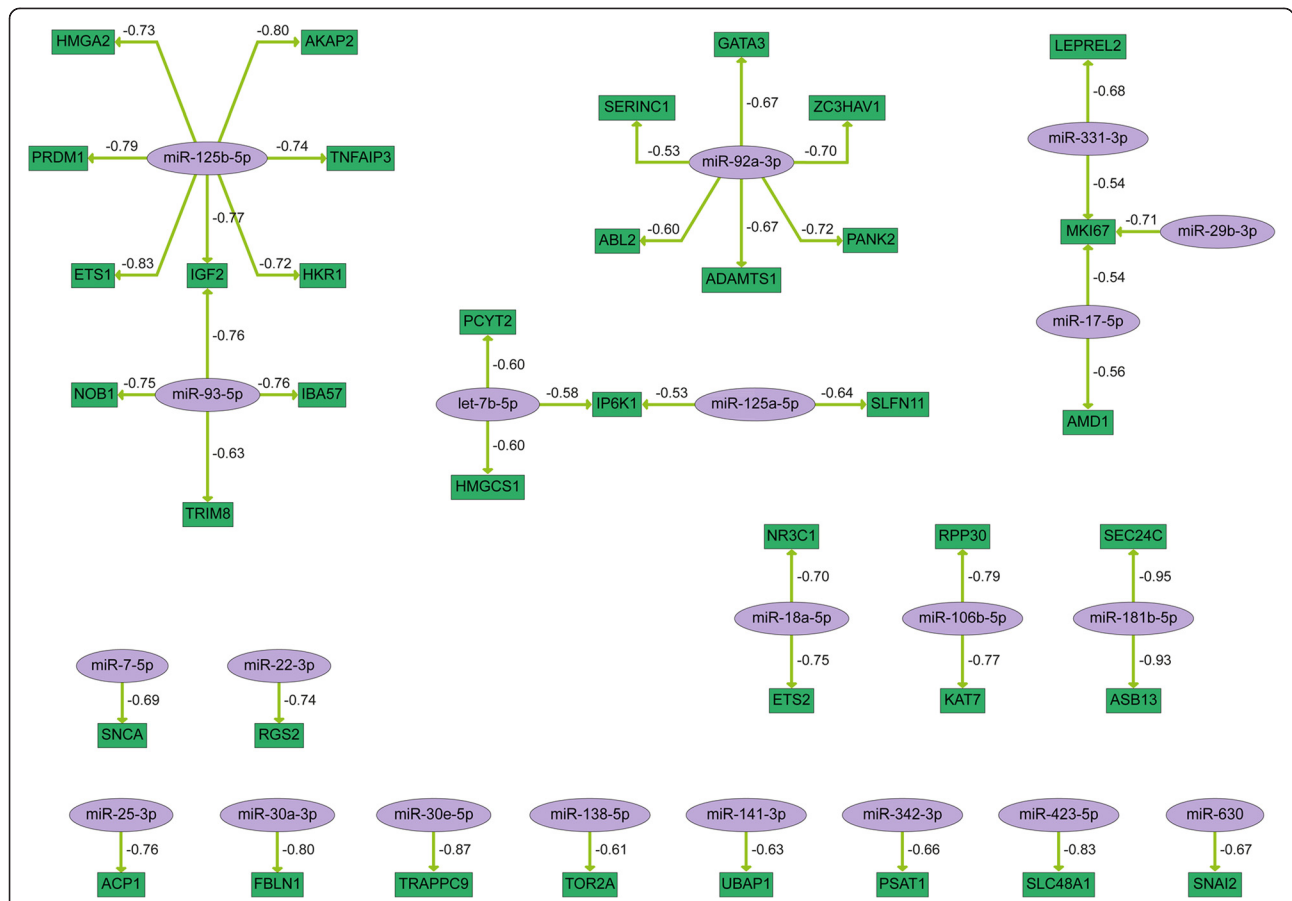 HMGA2
-0.73
-0.80
AKAP2
PRDM1
-0.79
miR-125b-5p
-0.74
TNFAIP3
-0.77
ETS1
-0.83
IGF2
-0.72
HKR1
-0.76
NOB1
-0.75
miR-93-5p
-0.76
IBA57
-0.63
TRIM8
GATA3
-0.67
SERINC1
ZC3HAV1
-0.53
miR-92a-3p
-0.70
ABL2
-0.60
-0.67
-0.72
PANK2
ADAMTS1
LEPREL2
-0.68
miR-331-3p
-0.54
MKI67
-0.71
miR-29b-3p
-0.54
miR-17-5p
-0.56
AMD1
PCYT2
-0.60
let-7b-5p
-0.58
IP6K1
-0.53
miR-125a-5p
-0.64
SLFN11
-0.60
HMGCS1
NR3C1
-0.70
miR-18a-5p
-0.75
ETS2
RPP30
-0.79
miR-106b-5p
-0.77
KAT7
SEC24C
-0.95
miR-181b-5p
-0.93
ASB13
miR-7-5p
-0.69
SNCA
miR-22-3p
-0.74
RGS2
miR-25-3p
-0.76
ACP1
miR-30a-3p
-0.80
FBLN1
miR-30e-5p
-0.87
TRAPPC9
miR-138-5p
-0.61
TOR2A
miR-141-3p
-0.63
UBAP1
miR-342-3p
-0.66
PSAT1
miR-423-5p
-0.83
SLC48A1
miR-630
-0.67
SNAI2